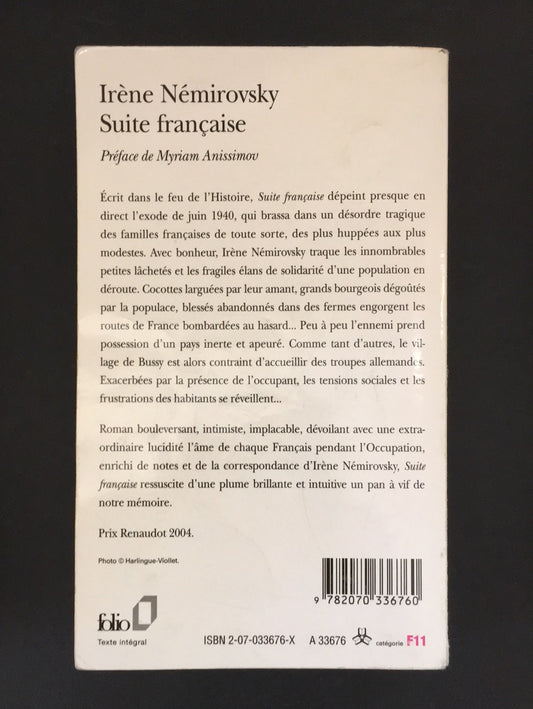 Irène Némirovsky
Suite française
Préface de Myriam Anissimov
Écrit dans le feu de l'Histoire, Suite française dépeint presque en
direct l'exode de juin 1940, qui brassa dans un désordre tragique
des familles françaises de toute sorte, des plus huppées aux plus
modestes. Avec bonheur, Irène Némirovsky traque les innombrables
petites lâchetés et les fragiles élans de solidarité d'une population en
déroute. Cocottes larguées par leur amant, grands bourgeois dégoûtés
par la populace, blessés abandonnés dans des fermes engorgent les
routes de France bombardées au hasard... Peu à peu l'ennemi prend
possession d'un pays inerte et apeuré. Comme tant d'autres, le vil-
lage de Bussy est alors contraint d'accueillir des troupes allemandes.
Exacerbées par la présence de l'occupant, les tensions sociales et les
frustrations des habitants se réveillent...
Roman bouleversant, intimiste, implacable, dévoilant avec une extra-
ordinaire lucidité l'âme de chaque Français pendant l'Occupation,
enrichi de notes et de la correspondance d'Irène Némirovsky, Suite
française ressuscite d'une plume brillante et intuitive un pan à vif de
notre mémoire.
Prix Renaudot 2004.
Photo © Harlingue-Viollet.
9 782070 336760
folio
Texte intégral
ISBN 2-07-033676-X A 33676 catégorie F11